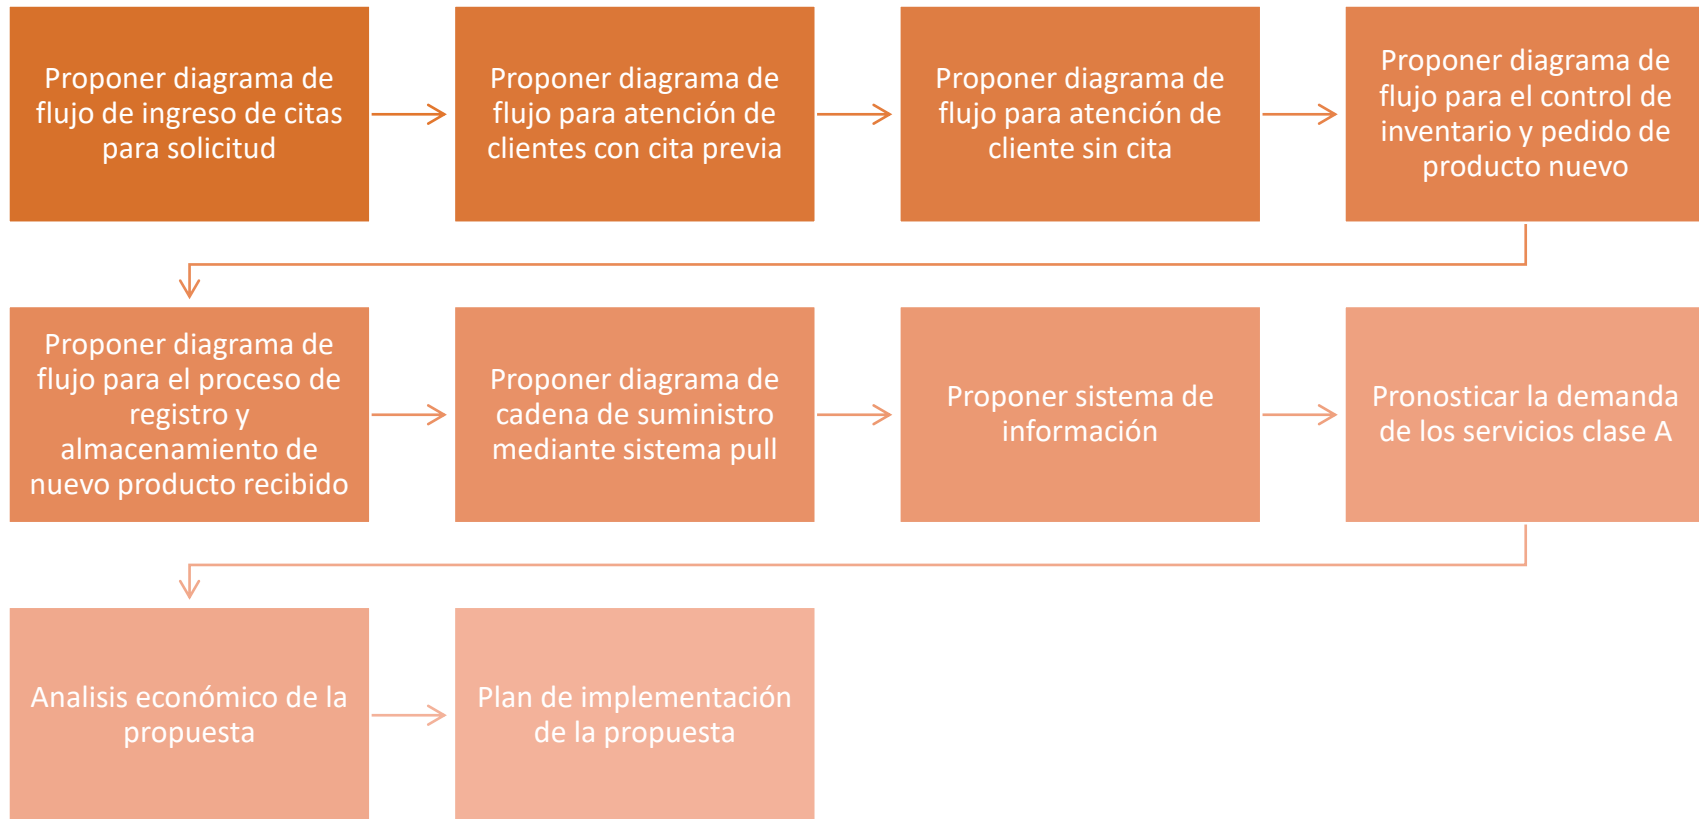 Proponer diagrama de
flujo de ingreso de citas
para solicitud
Proponer diagrama de
flujo para atención de
clientes con cita previa
Proponer diagrama de
flujo para atención de
cliente sin cita
Proponer diagrama de
flujo para el control de
inventario y pedido de
producto nuevo
Proponer diagrama de
flujo para el proceso de
registro y
almacenamiento de
nuevo producto recibido
Proponer diagrama de
cadena de suministro
mediante sistema pull
Proponer sistema de
información
Pronosticar la demanda
de los servicios clase A
Analisis económico de la
propuesta
Plan de implementación
de la propuesta